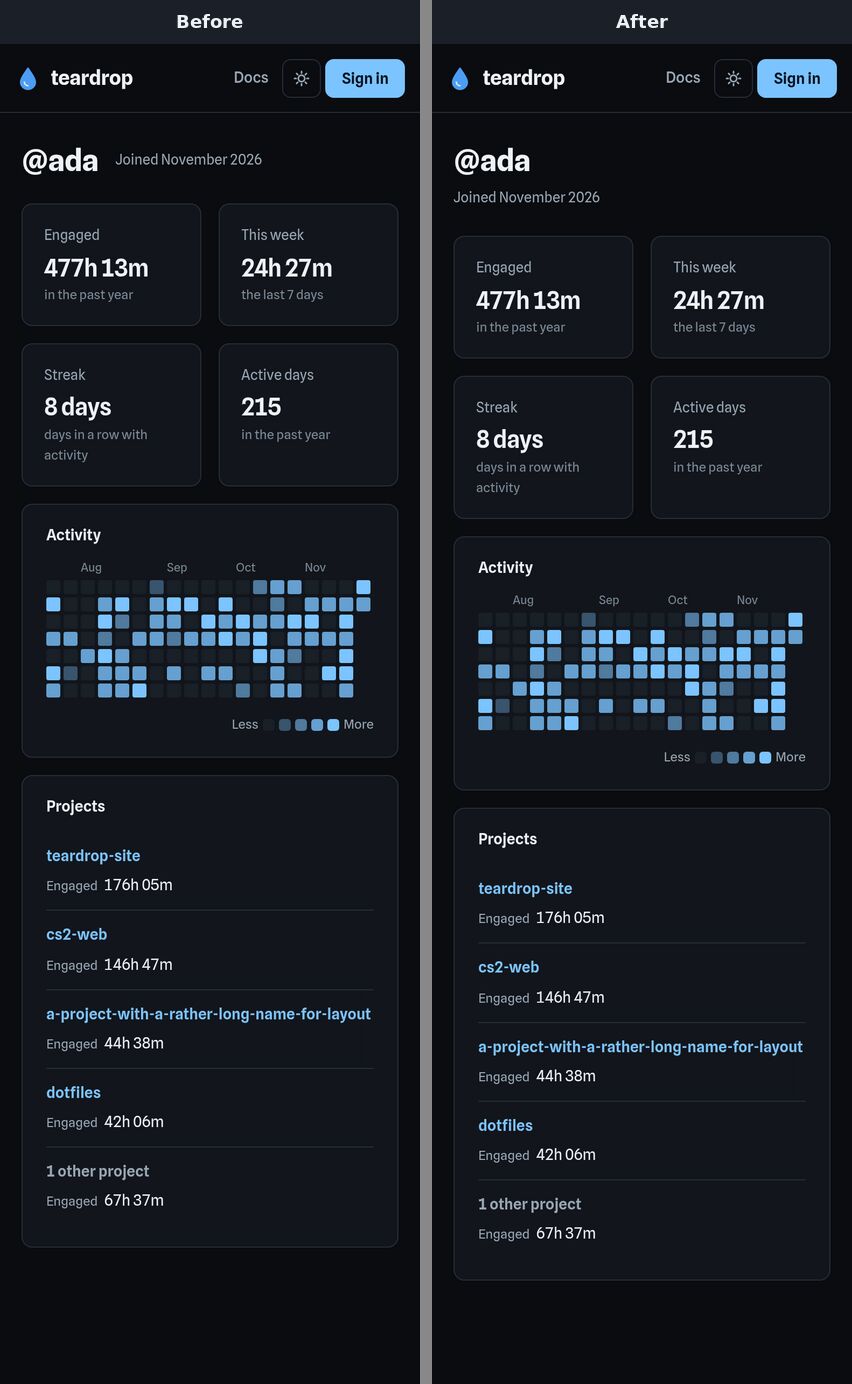 Before
teardrop Docs Sign in
@ada Joined November 2026
Engaged This week
477h 13m 24h 27m
in the past year the last 7 days
Streak Active days
8 days 215
days in a row with in the past year
activity
Activity
Aug Sep Oct Nov
Less More
Projects
teardrop-site
Engaged 176h 05m
cs2-web
Engaged 146h 47m
a-project-with-a-rather-long-name-for-layout
Engaged 44h 38m
dotfiles
Engaged 42h 06m
1 other project
Engaged 67h 37m
After
teardrop Docs Sign in
@ada
Joined November 2026
Engaged This week
477h 13m 24h 27m
in the past year the last 7 days
Streak Active days
8 days 215
days in a row with in the past year
activity
Activity
Aug Sep Oct Nov
Less More
Projects
teardrop-site
Engaged 176h 05m
cs2-web
Engaged 146h 47m
a-project-with-a-rather-long-name-for-layout
Engaged 44h 38m
dotfiles
Engaged 42h 06m
1 other project
Engaged 67h 37m